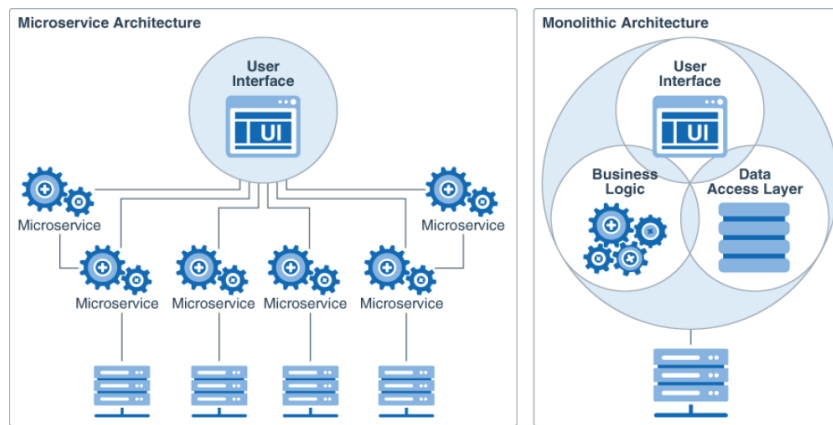 Microservice Architecture
User
Interface
UI
Microservice
Microservice
Microservice
Microservice
Microservice
Microservice
Monolithic Architecture
User
Interface
UI
Business
Logic
Data
Access Layer